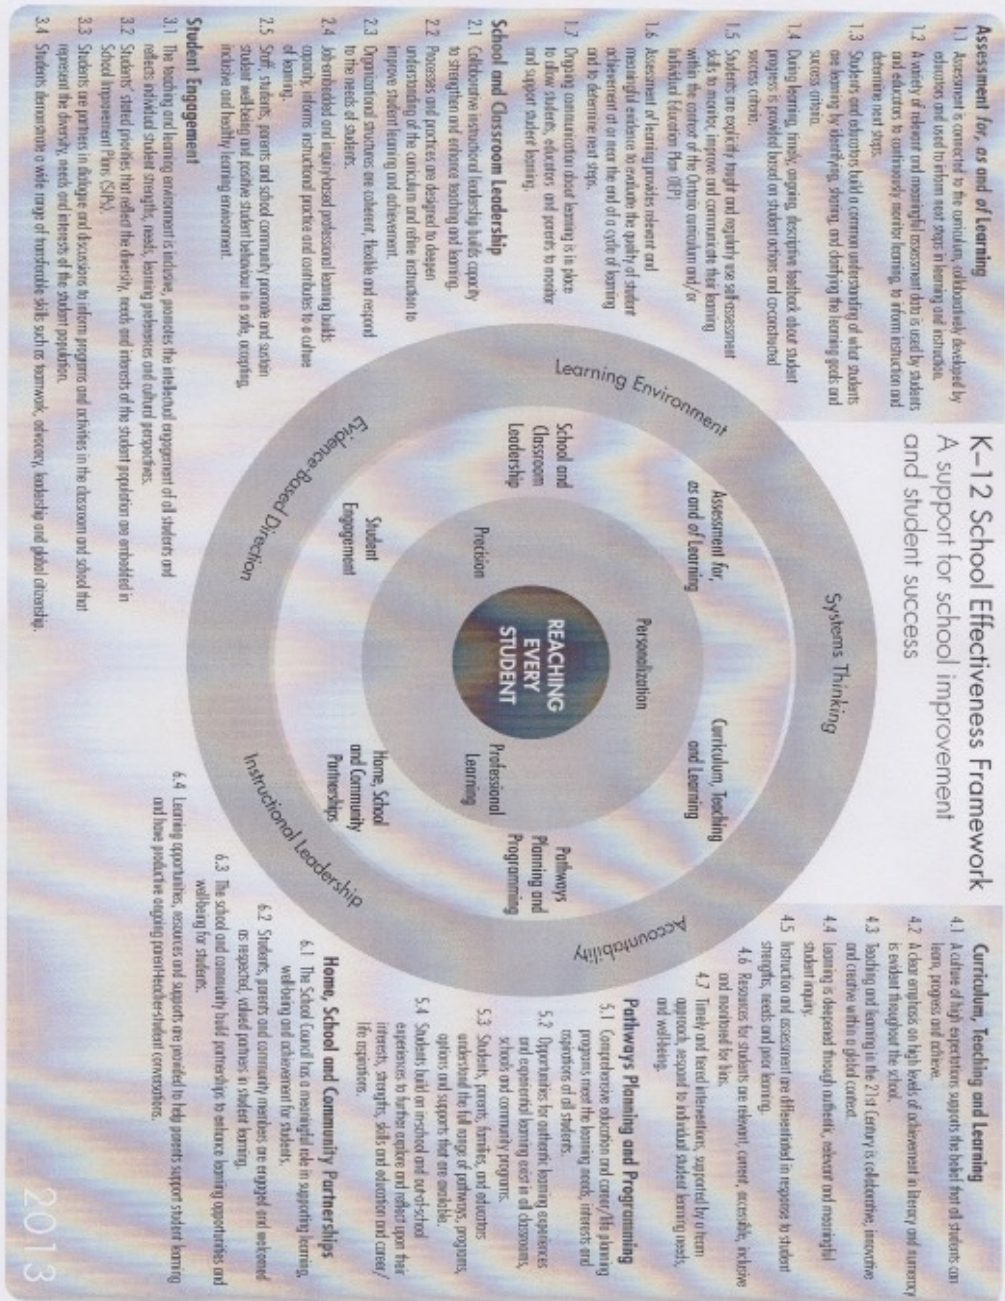 K–12 School Effectiveness Framework
A support for school improvement
and student success
Assessment for, as and of Learning
1.1 Assessment is connected to the curriculum, collaboratively developed by
educators and used to inform next steps in learning and instruction.
1.2 A variety of relevant and meaningful assessment data is used by students
and educators to continuously monitor learning, to inform instruction and
determine next steps.
1.3 Students and educators build a common understanding of what students
are learning by identifying, sharing, and clarifying the learning goals and
success criteria.
1.4 During learning, timely, ongoing, descriptive feedback about student
progress is provided based on student actions and co-constructed
success criteria.
1.5 Students are explicitly taught and regularly use self-assessment
skills to monitor, improve and communicate their learning
within the context of the Ontario curriculum and/or
Individual Education Plan (IEP)
1.6 Assessment of learning provides relevant and
meaningful evidence to evaluate the quality of student
achievement at or near the end of a cycle of learning
and to determine next steps.
1.7 Ongoing communication about learning is in place
to allow students, educators and parents to monitor
and support student learning.
School and Classroom Leadership
2.1 Collaborative instructional leadership builds capacity
to strengthen and enhance teaching and learning.
2.2 Processes and practices are designed to deepen
understanding of the curriculum and refine instruction to
improve student learning and achievement.
2.3 Organizational structures are coherent, flexible and respond
to the needs of students.
2.4 Job-embedded and inquiry-based professional learning builds
capacity, informs instructional practice and contributes to a culture
of learning.
2.5 Staff, students, parents and school community promote and sustain
student well-being and positive student behaviour in a safe, accepting,
inclusive and healthy learning environment.
Student Engagement
3.1 The teaching and learning environment is inclusive, promotes the intellectual engagement of all students and
reflects individual student strengths, needs, learning preferences and cultural perspectives.
3.2 Students' stated priorities that reflect the diversity, needs and interests of the student population are embedded in
School Improvement Plans (SIPs).
3.3 Students are partners in dialogue and discussions to inform programs and activities in the classroom and school that
represent the diversity, needs and interests of the student population.
3.4 Students demonstrate a wide range of transferable skills such as teamwork, advocacy, leadership and global citizenship.
Systems Thinking
Learning Environment
Accountability
Evidence-Based Direction
Instructional Leadership
Assessment for,
as and of Learning
Curriculum, Teaching
and Learning
School and
Classroom
Leadership
Pathways
Planning and
Programming
Student
Engagement
Home, School
and Community
Partnerships
Personalization
Precision
Professional
Learning
REACHING
EVERY
STUDENT
Curriculum, Teaching and Learning
4.1 A culture of high expectations supports the belief that all students can
learn, progress and achieve.
4.2 A clear emphasis on high levels of achievement in literacy and numeracy
is evident throughout the school.
4.3 Teaching and learning in the 21st Century is collaborative, innovative
and creative within a global context.
4.4 Learning is deepened through authentic, relevant and meaningful
student inquiry.
4.5 Instruction and assessment are differentiated in response to student
strengths, needs and prior learning.
4.6 Resources for students are relevant, current, accessible, inclusive
and monitored for bias.
4.7 Timely and tiered interventions, supported by a team
approach, respond to individual student learning needs,
and well-being.
Pathways Planning and Programming
5.1 Comprehensive education and career/life planning
programs meet the learning needs, interests and
aspirations of all students.
5.2 Opportunities for authentic learning experiences
and experiential learning exist in all classrooms,
schools and community programs.
5.3 Students, parents, families, and educators
understand the full range of pathways, programs,
options and supports that are available.
5.4 Students build on in-school and out-of-school
experiences to further explore and reflect upon their
interests, strengths, skills and education and career/
life aspirations.
Home, School and Community Partnerships
6.1 The School Council has a meaningful role in supporting learning,
well-being and achievement for students.
6.2 Students, parents and community members are engaged and welcomed
as respected, valued partners in student learning.
6.3 The school and community build partnerships to enhance learning opportunities and
well-being for students.
6.4 Learning opportunities, resources and supports are provided to help parents support student learning
and have productive ongoing parent-teacher-student conversations.
2013